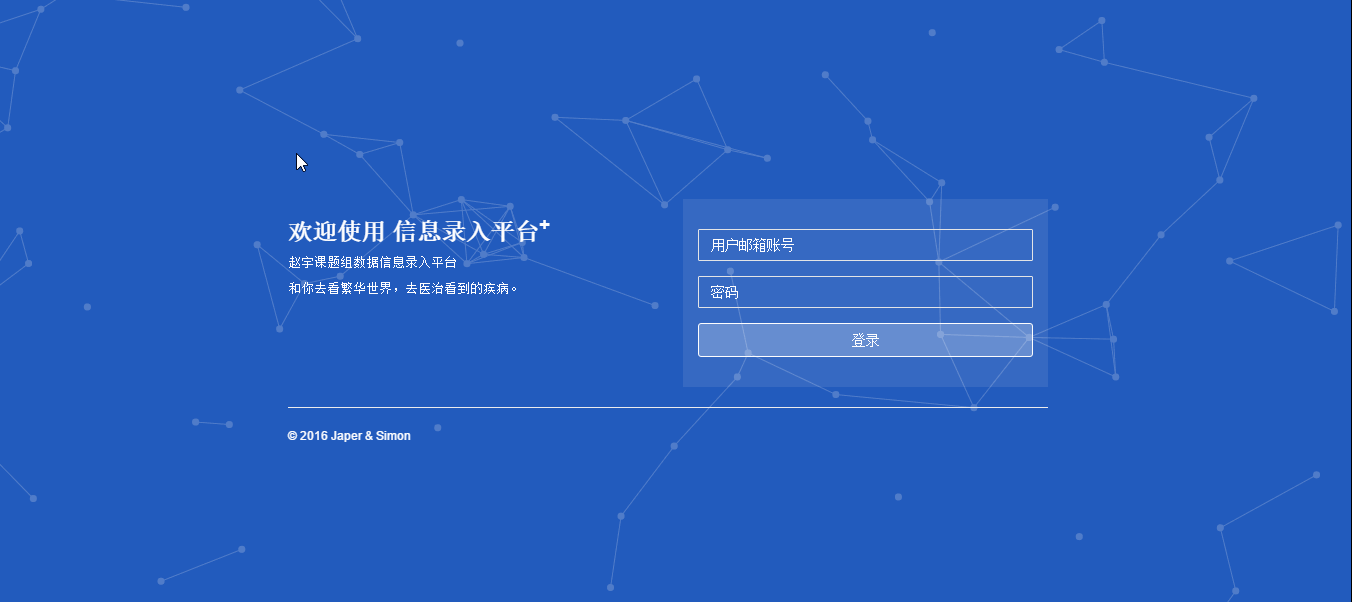 欢迎使用 信息录入平台+
赵宇课题组数据信息录入平台
和你去看繁华世界，去医治看到的疾病。
用户邮箱账号
密码
登录
© 2016 Japer & Simon